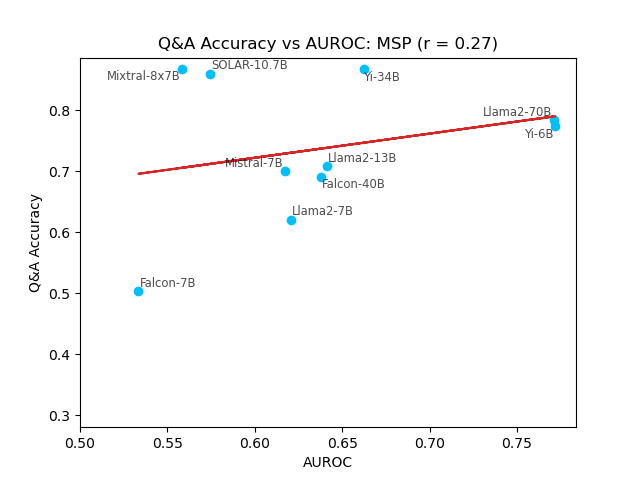 Q&A Accuracy vs AUROC: MSP (r = 0.27)
SOLAR-10.7B
Mixtral-8x7B
Yi-34B
Llama2-70B
Yi-6B
Llama2-13B
Mistral-7B
Falcon-40B
Llama2-7B
Falcon-7B
Q&A Accuracy
0.8
0.7
0.6
0.5
0.4
0.3
0.50 0.55 0.60 0.65 0.70 0.75
AUROC